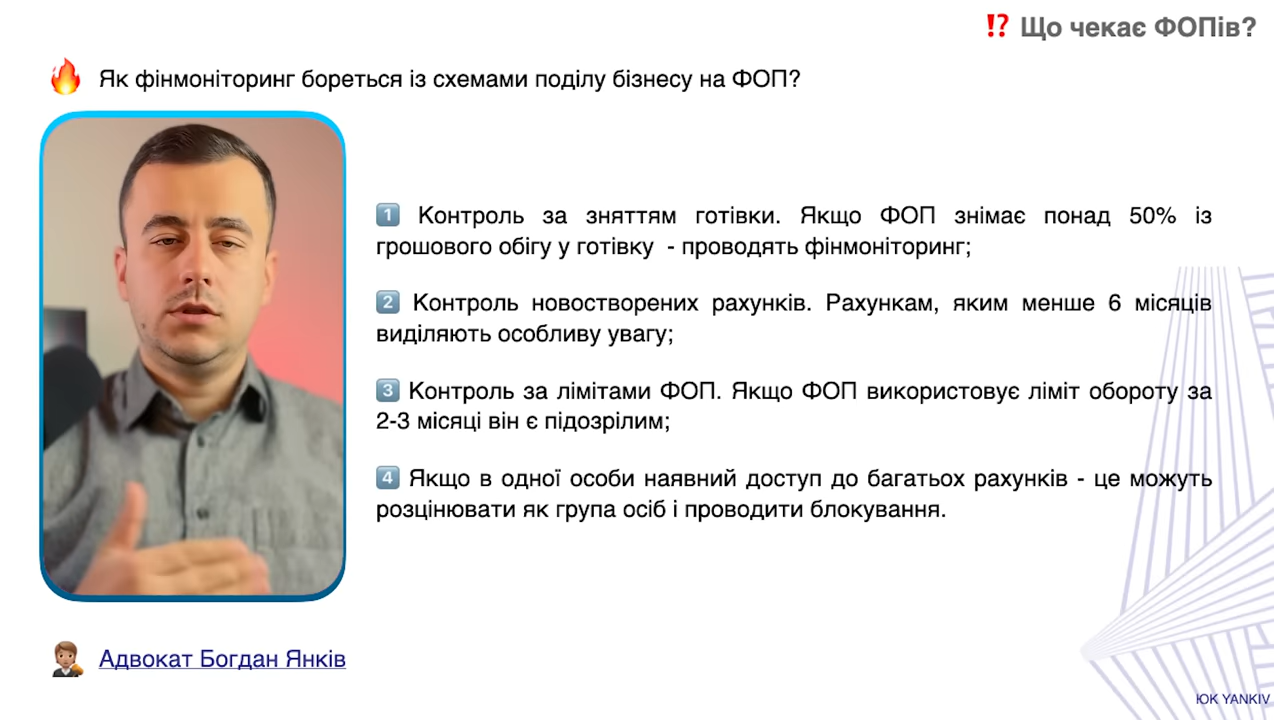 ⁉️ Що чекає ФОПів?
🔥 Як фінмоніторинг бореться із схемами поділу бізнесу на ФОП?
1️⃣ Контроль за зняттям готівки. Якщо ФОП знімає понад 50% із
грошового обігу у готівку - проводять фінмоніторинг;
2️⃣ Контроль новостворених рахунків. Рахункам, яким менше 6 місяців
виділяють особливу увагу;
3️⃣ Контроль за лімітами ФОП. Якщо ФОП використовує ліміт обороту за
2-3 місяці він є підозрілим;
4️⃣ Якщо в одної особи наявний доступ до багатьох рахунків - це можуть
розцінювати як група осіб і проводити блокування.
Адвокат Богдан Янків
ЮК YANKIV